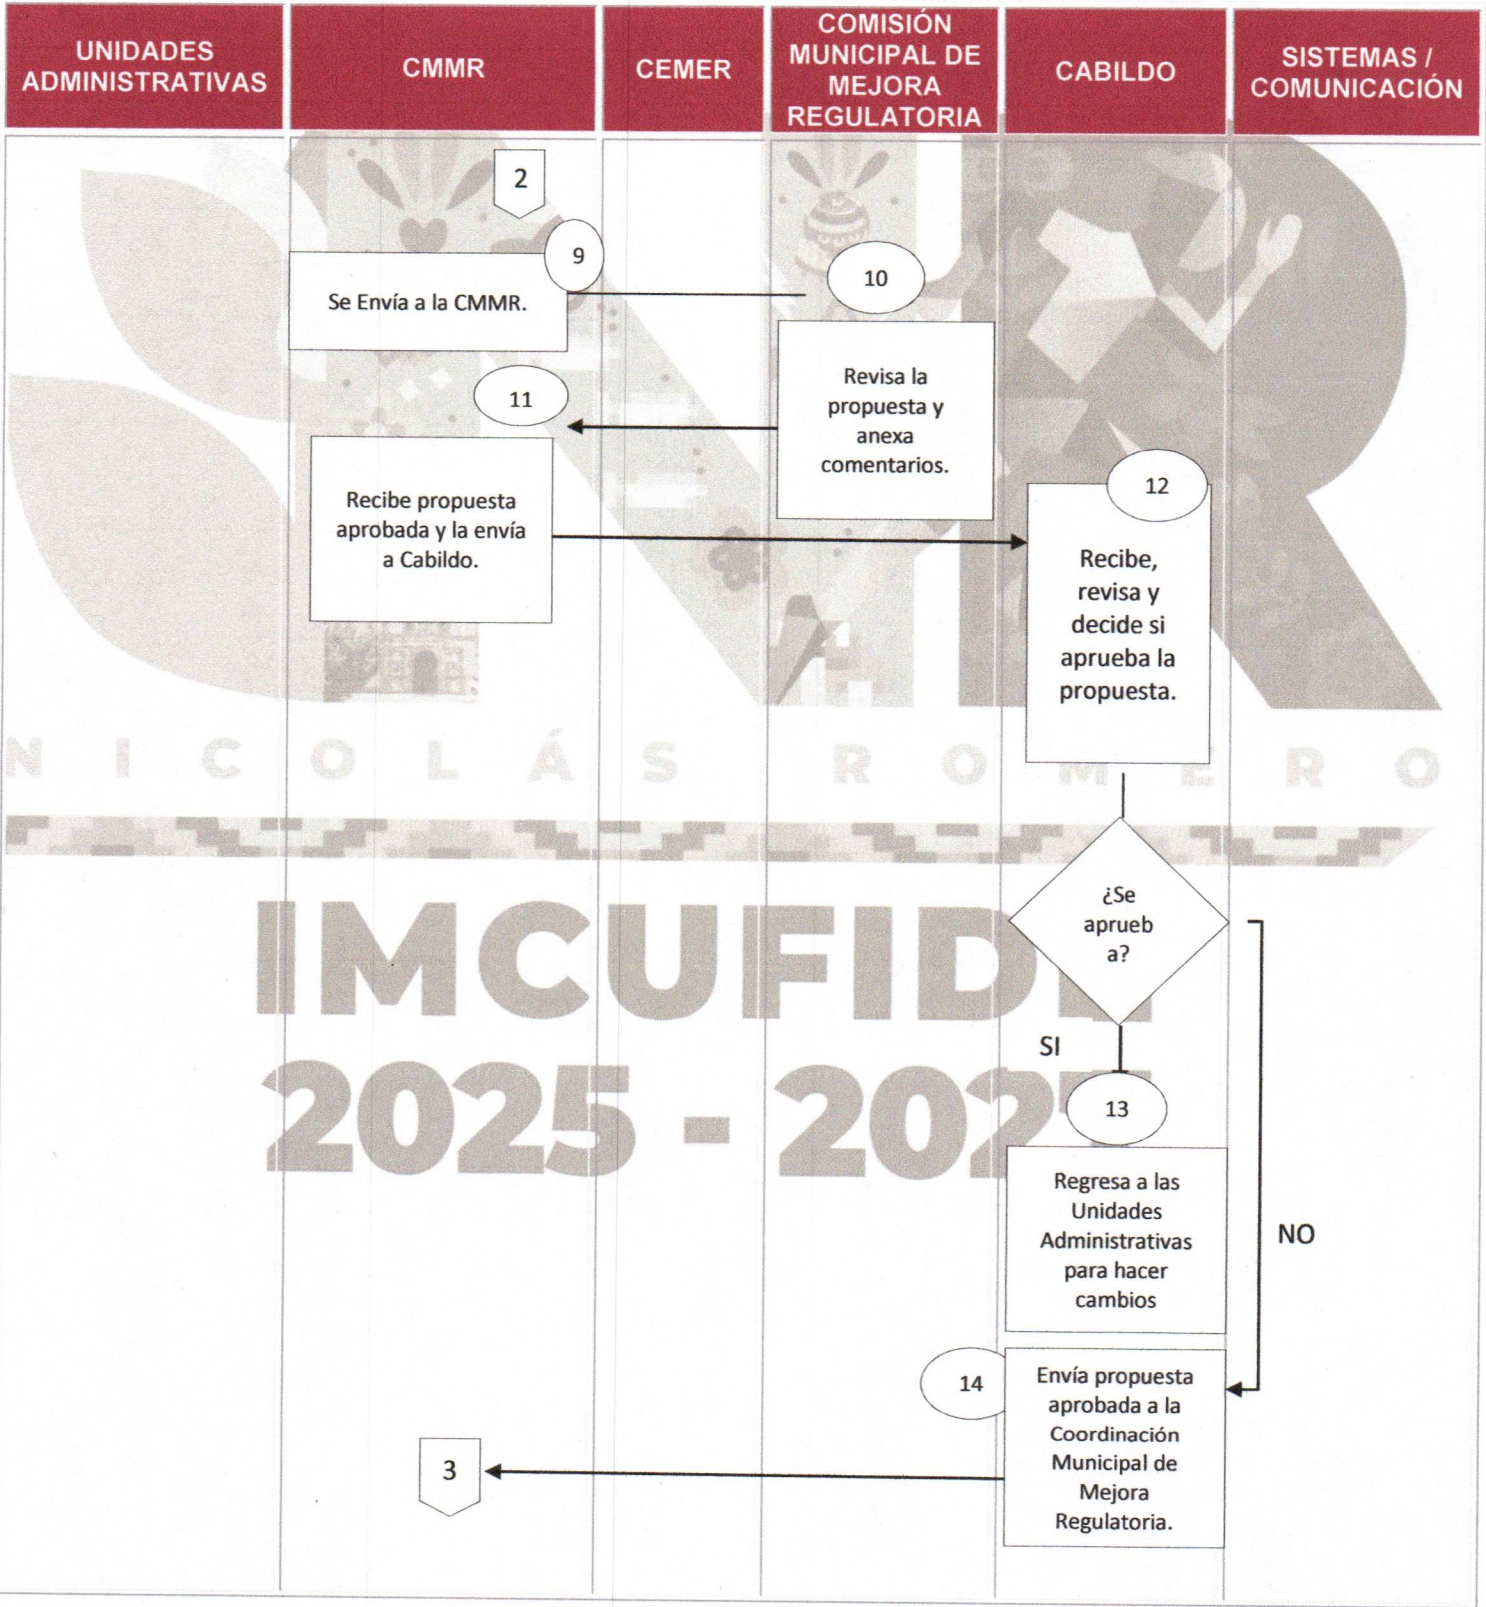 UNIDADES
ADMINISTRATIVAS
CMMR
CEMER
COMISIÓN
MUNICIPAL DE
MEJORA
REGULATORIA
CABILDO
SISTEMAS /
COMUNICACIÓN
2
9
Se Envía a la CMMR.
10
Revisa la
propuesta y
anexa
comentarios.
11
Recibe propuesta
aprobada y la envía
a Cabildo.
12
Recibe,
revisa y
decide si
aprueba la
propuesta.
NICOLÁS ROMERO
¿Se
aprueb
a?
IMCUFIDE
2025 - 2027
SI
13
Regresa a las
Unidades
Administrativas
para hacer
cambios
NO
14
Envía propuesta
aprobada a la
Coordinación
Municipal de
Mejora
Regulatoria.
3